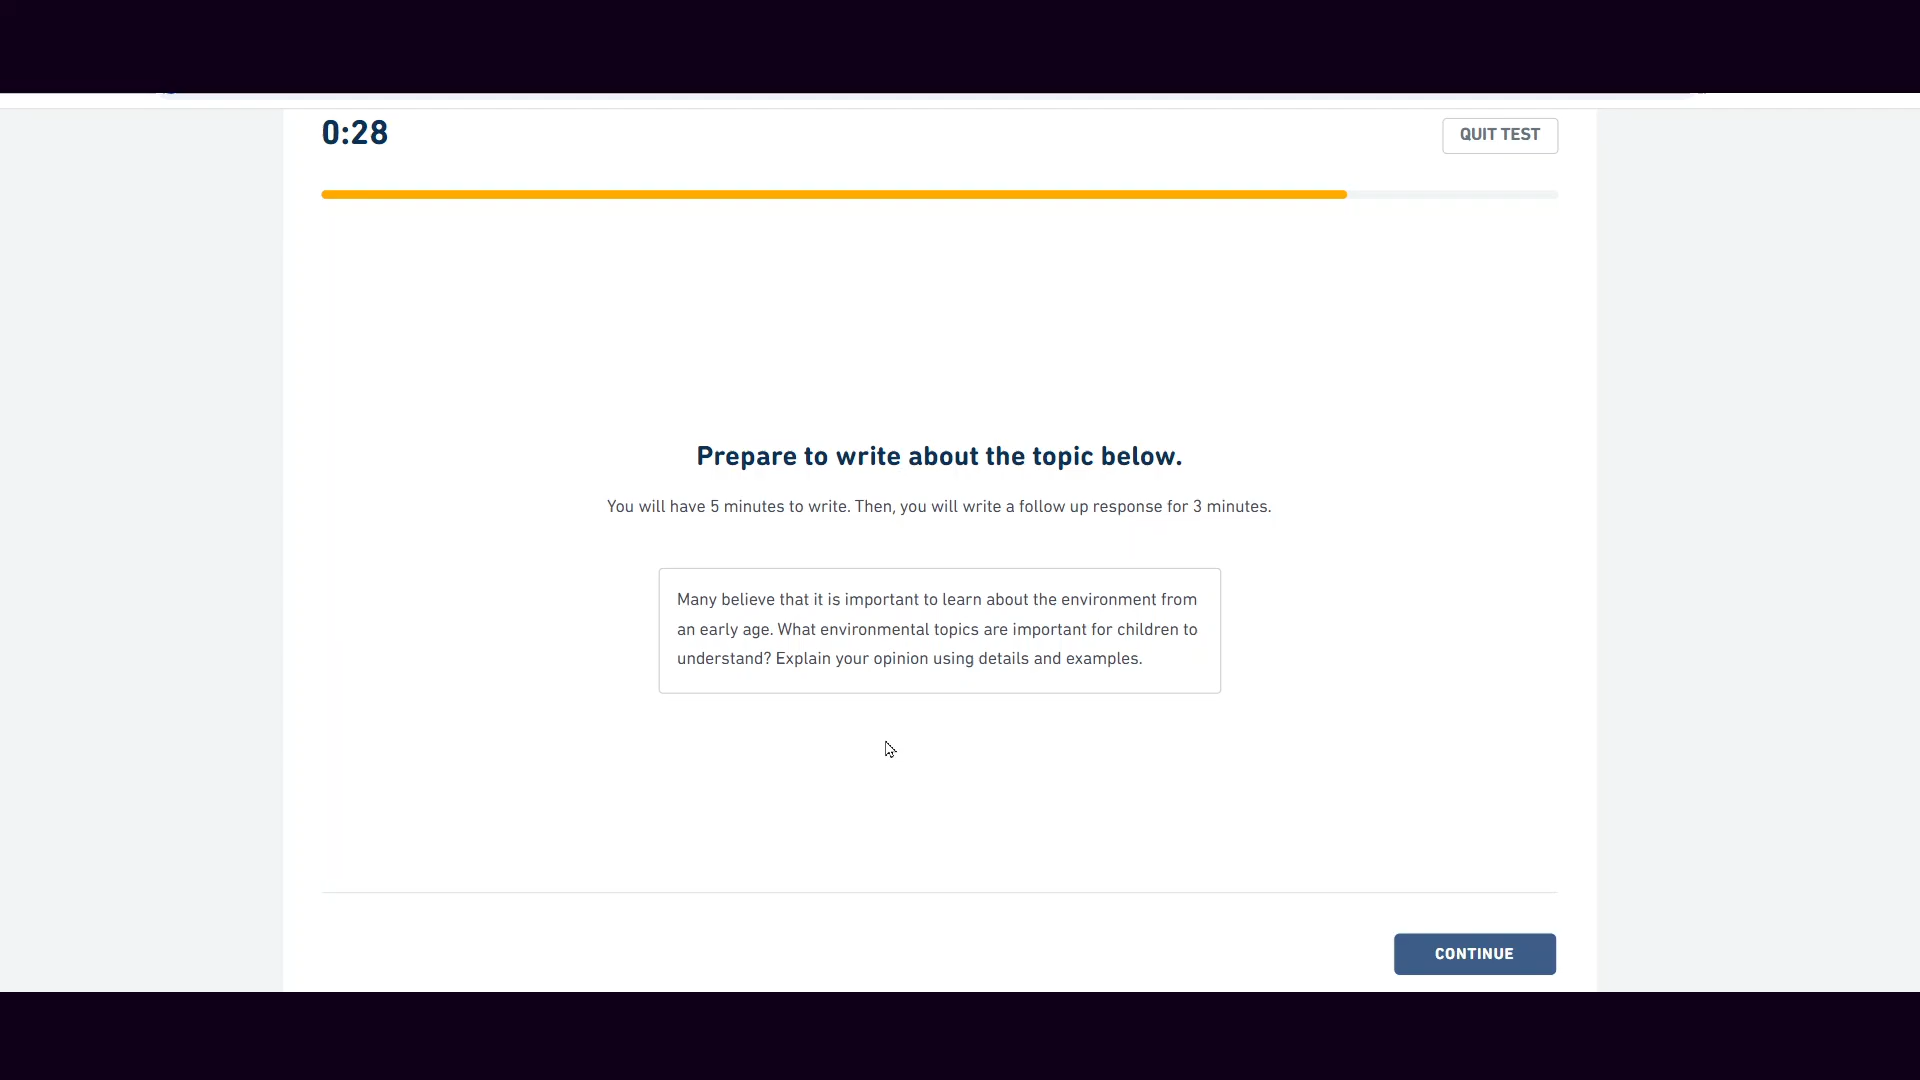 0:28
QUIT TEST
Prepare to write about the topic below.
You will have 5 minutes to write. Then, you will write a follow up response for 3 minutes.
Many believe that it is important to learn about the environment from
an early age. What environmental topics are important for children to
understand? Explain your opinion using details and examples.
CONTINUE